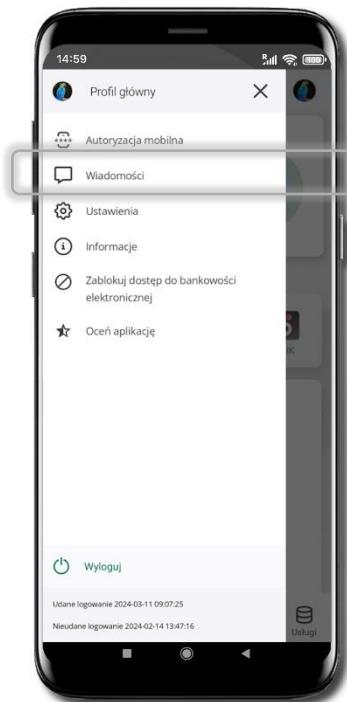 14:59
Profil główny
Autoryzacja mobilna
Wiadomości
Ustawienia
Informacje
Zablokuj dostęp do bankowości
elektronicznej
Oceń aplikację
Wyloguj
Udane logowanie 2024-03-11 09:07:25
Nieudane logowanie 2024-02-14 13:47:16
Usługi